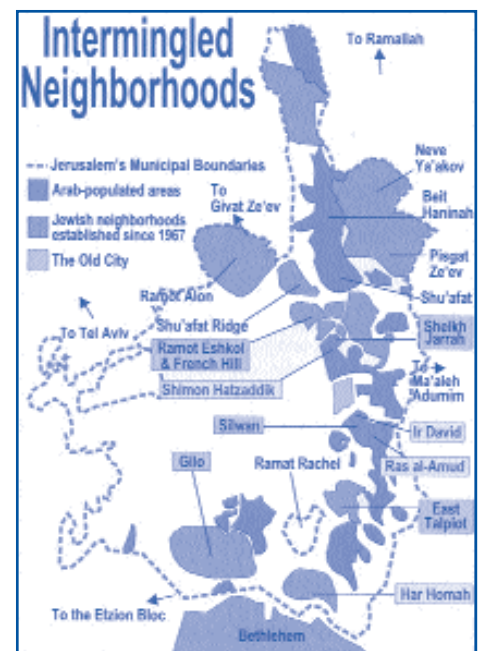 Intermingled
Neighborhoods
To Ramallah
Jerusalem's Municipal Boundaries
Arab-populated areas
Jewish neighborhoods
established since 1967
The Old City
To
Givat Ze'ev
Neve
Ya'akov
Beit
Haninah
Pisgat
Ze'ev
Ramot Alon
Shu'afat
To Tel Aviv
Shu'afat Ridge
Sheikh
Jarrah
Ramot Eshkol
& French Hill
To
Ma'aleh
Adumim
Shimon Hatzaddik
Silwan
Ir David
Gilo
Ramat Rachel
Ras al-Amud
East
Talpiot
Har Homah
To the Etzion Bloc
Bethlehem